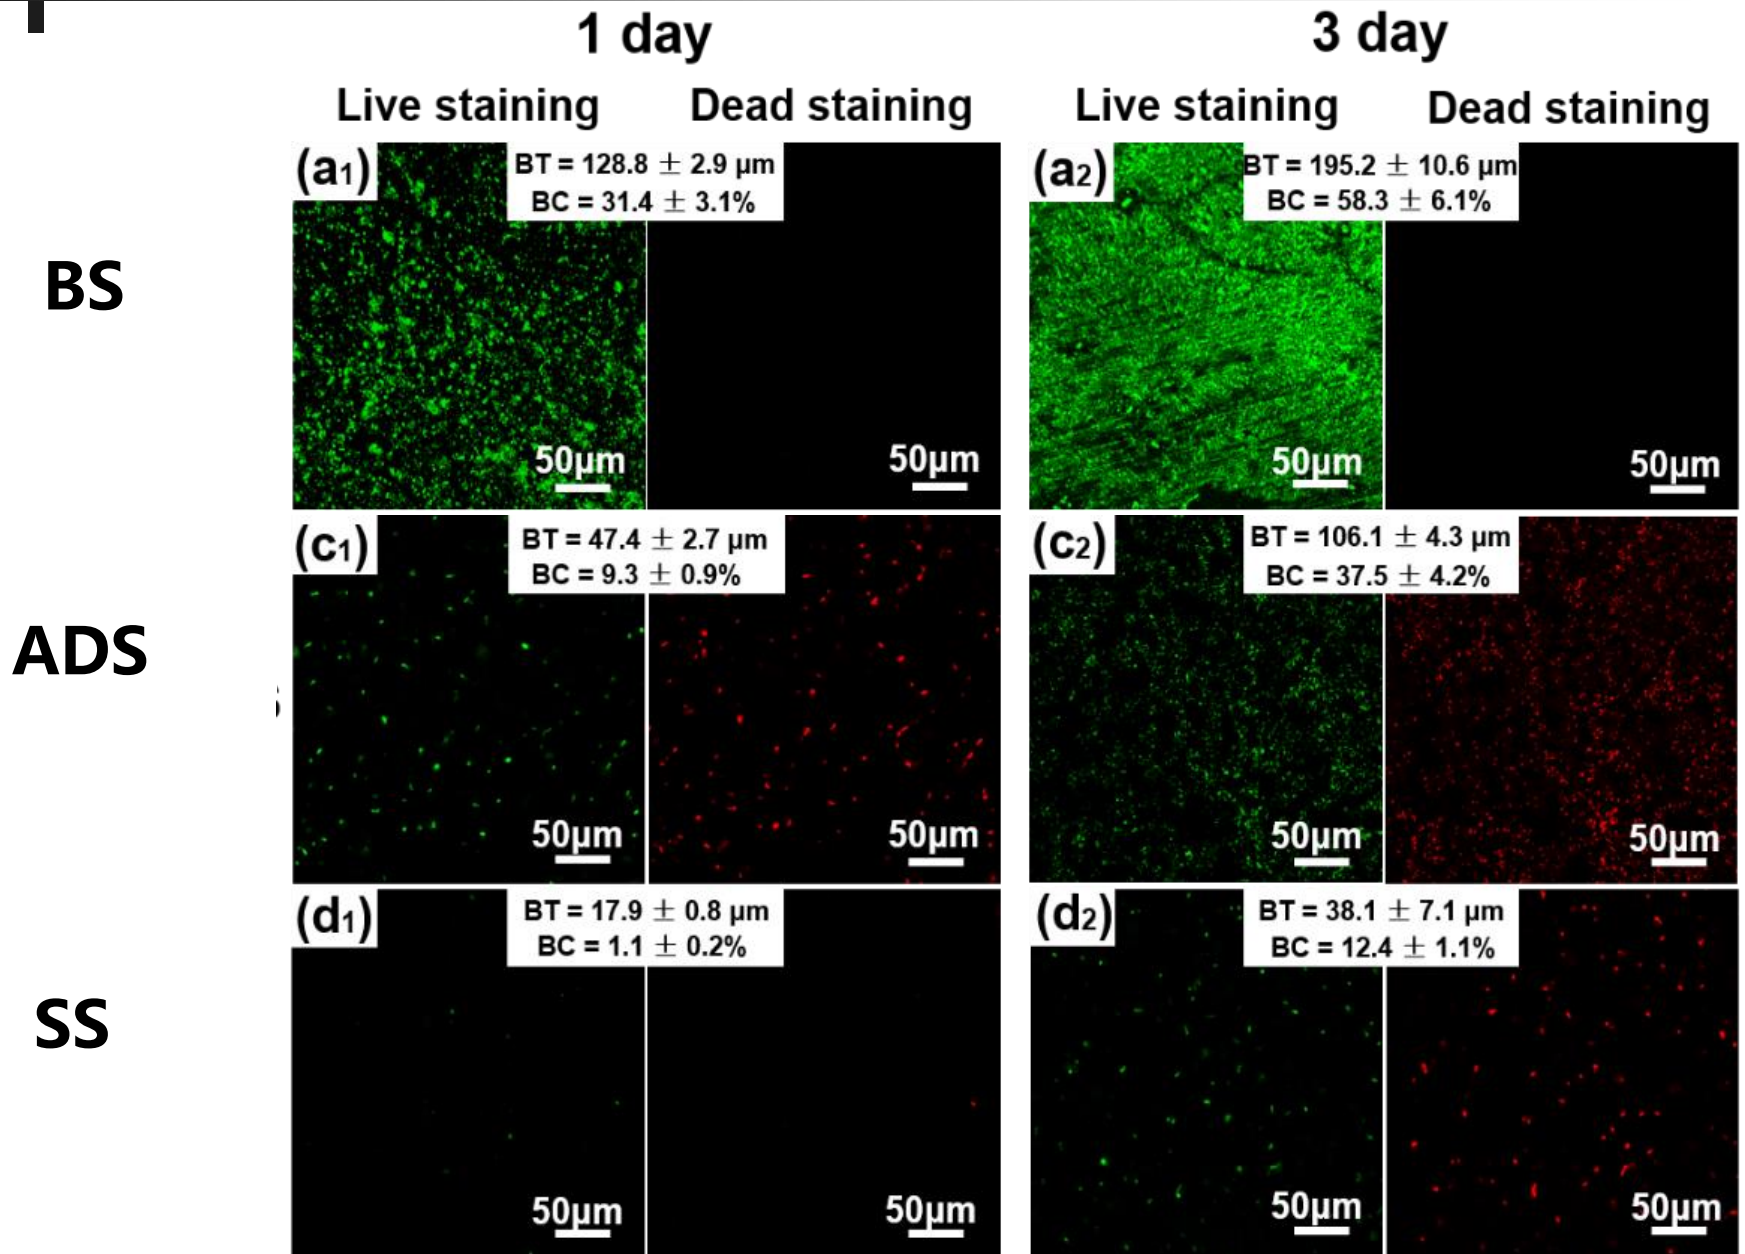 1 day 3 day
Live staining Dead staining Live staining Dead staining
BS
(a1) BT = 128.8 ± 2.9 µm
BC = 31.4 ± 3.1%
50µm 50µm
(a2) BT = 195.2 ± 10.6 µm
BC = 58.3 ± 6.1%
50µm 50µm
ADS
(c1) BT = 47.4 ± 2.7 µm
BC = 9.3 ± 0.9%
50µm 50µm
(c2) BT = 106.1 ± 4.3 µm
BC = 37.5 ± 4.2%
50µm 50µm
SS
(d1) BT = 17.9 ± 0.8 µm
BC = 1.1 ± 0.2%
50µm 50µm
(d2) BT = 38.1 ± 7.1 µm
BC = 12.4 ± 1.1%
50µm 50µm